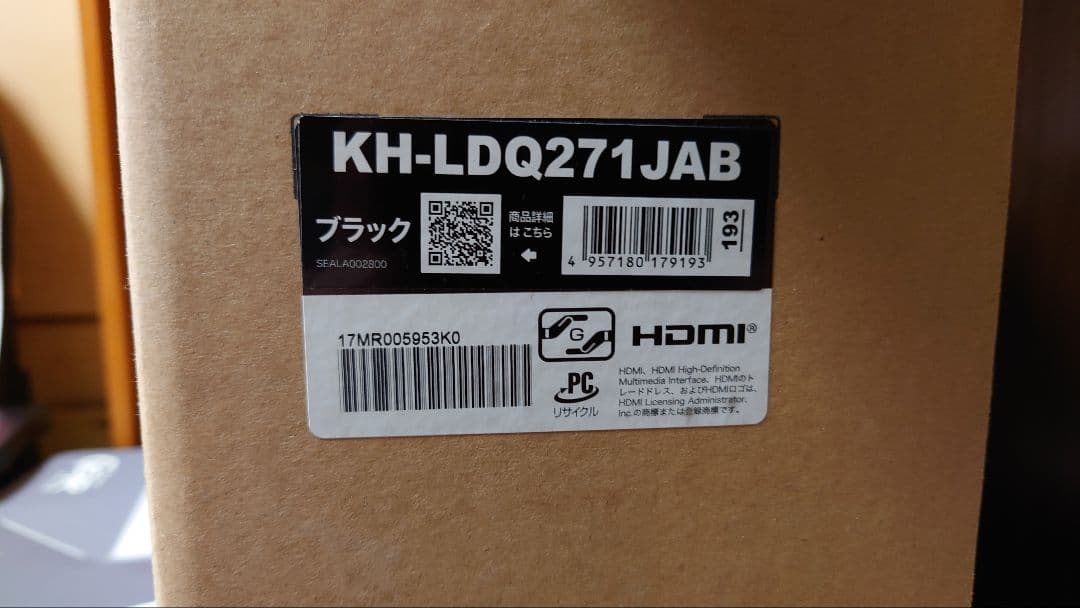 KH-LDQ271JAB
ブラック
商品詳細
はこちら
SEALA002800
4 957180 179193
193
17MR005953K0
G
HDMI®
PC
リサイクル
HDMI、HDMI High-Definition
Multimedia Interface、HDMIのト
レードドレス、およびHDMIロゴは、
HDMI Licensing Administrator,
Inc.の商標または登録商標です。